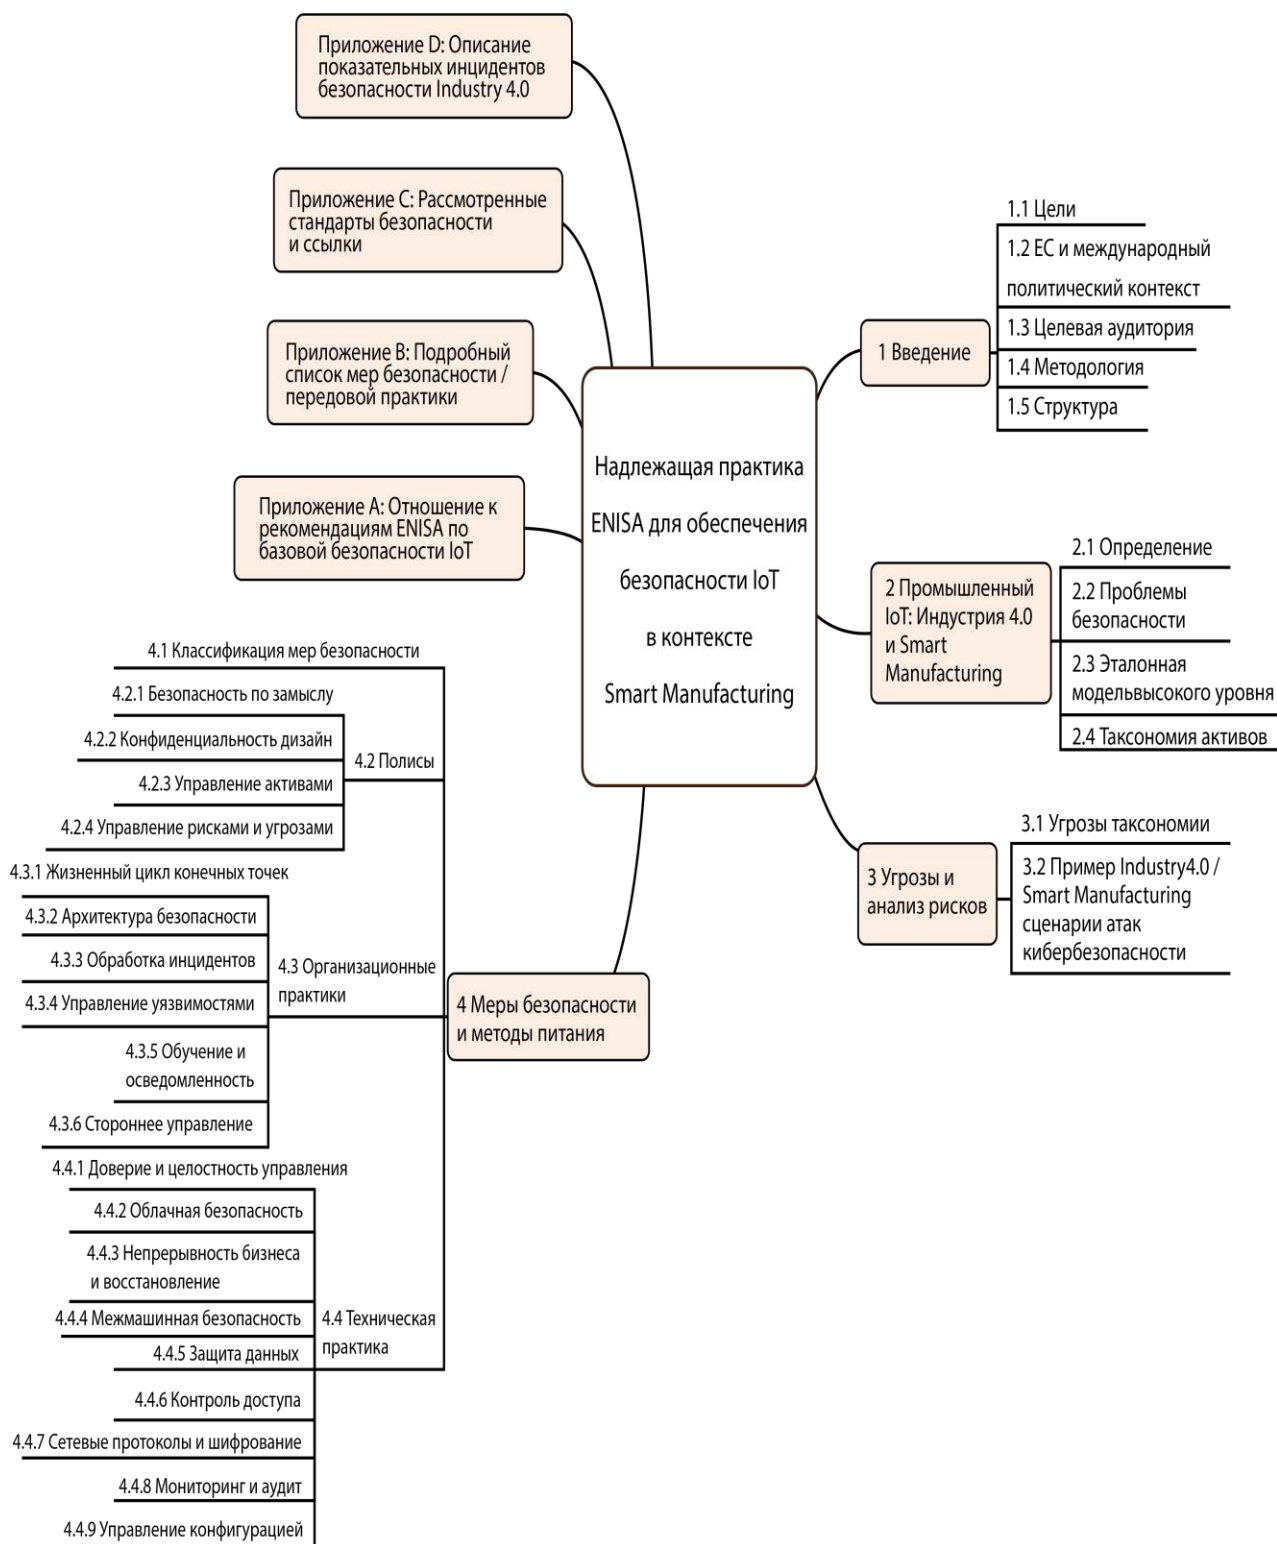 Приложение D: Описание
показательных инцидентов
безопасности Industry 4.0
Приложение C: Рассмотренные
стандарты безопасности
и ссылки
Приложение B: Подробный
список мер безопасности /
передовой практики
Приложение A: Отношение к
рекомендациям ENISA по
базовой безопасности IoT
Надлежащая практика
ENISA для обеспечения
безопасности IoT
в контексте
Smart Manufacturing
1 Введение
1.1 Цели
1.2 ЕС и международный
политический контекст
1.3 Целевая аудитория
1.4 Методология
1.5 Структура
2 Промышленный
IoT: Индустрия 4.0
и Smart
Manufacturing
2.1 Определение
2.2 Проблемы
безопасности
2.3 Эталонная
модельвысокого уровня
2.4 Таксономия активов
3 Угрозы и
анализ рисков
3.1 Угрозы таксономии
3.2 Пример Industry4.0 /
Smart Manufacturing
сценарии атак
кибербезопасности
4 Меры безопасности
и методы питания
4.1 Классификация мер безопасности
4.2 Полисы
4.2.1 Безопасность по замыслу
4.2.2 Конфиденциальность дизайн
4.2.3 Управление активами
4.2.4 Управление рисками и угрозами
4.3 Организационные
практики
4.3.1 Жизненный цикл конечных точек
4.3.2 Архитектура безопасности
4.3.3 Обработка инцидентов
4.3.4 Управление уязвимостями
4.3.5 Обучение и
осведомленность
4.3.6 Стороннее управление
4.4 Техническая
практика
4.4.1 Доверие и целостность управления
4.4.2 Облачная безопасность
4.4.3 Непрерывность бизнеса
и восстановление
4.4.4 Межмашинная безопасность
4.4.5 Защита данных
4.4.6 Контроль доступа
4.4.7 Сетевые протоколы и шифрование
4.4.8 Мониторинг и аудит
4.4.9 Управление конфигурацией